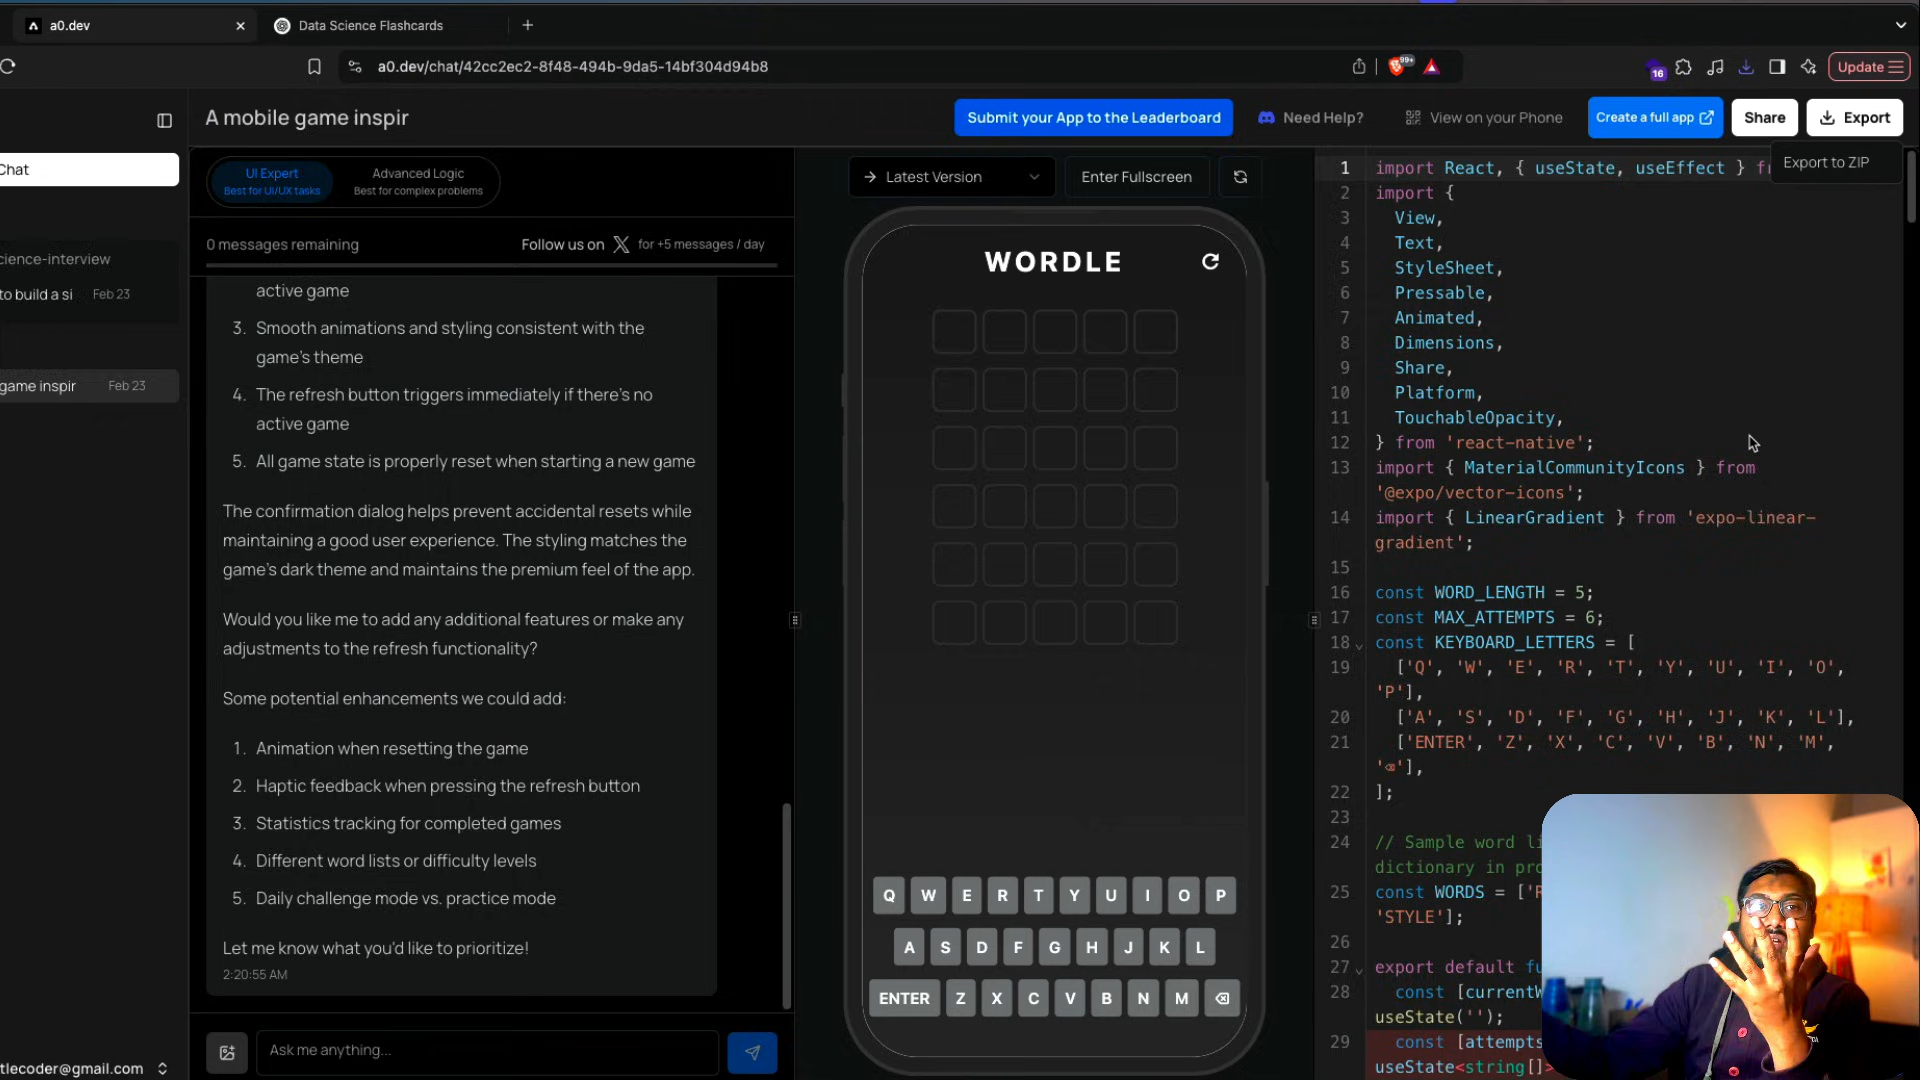 a0.dev
Data Science Flashcards
a0.dev/chat/42cc2ec2-8f48-494b-9da5-14bf304d94b8
99+
16
Update
A mobile game inspir
Submit your App to the Leaderboard
Need Help?
View on your Phone
Create a full app
Share
Export
Export to ZIP
Chat
cience-interview
to build a si Feb 23
game inspir Feb 23
tlecoder@gmail.com
UI Expert
Best for UI/UX tasks
Advanced Logic
Best for complex problems
0 messages remaining
Follow us on X for +5 messages / day
active game
3. Smooth animations and styling consistent with the
game's theme
4. The refresh button triggers immediately if there's no
active game
5. All game state is properly reset when starting a new game
The confirmation dialog helps prevent accidental resets while
maintaining a good user experience. The styling matches the
game's dark theme and maintains the premium feel of the app.
Would you like me to add any additional features or make any
adjustments to the refresh functionality?
Some potential enhancements we could add:
1. Animation when resetting the game
2. Haptic feedback when pressing the refresh button
3. Statistics tracking for completed games
4. Different word lists or difficulty levels
5. Daily challenge mode vs. practice mode
Let me know what you'd like to prioritize!
2:20:55 AM
Ask me anything...
Latest Version
Enter Fullscreen
WORDLE
Q W E R T Y U I O P
A S D F G H J K L
ENTER Z X C V B N M ⌫
1 import React, { useState, useEffect } f
2 import {
3 View,
4 Text,
5 StyleSheet,
6 Pressable,
7 Animated,
8 Dimensions,
9 Share,
10 Platform,
11 TouchableOpacity,
12 } from 'react-native';
13 import { MaterialCommunityIcons } from
'@expo/vector-icons';
14 import { LinearGradient } from 'expo-linear-
gradient';
15
16 const WORD_LENGTH = 5;
17 const MAX_ATTEMPTS = 6;
18 const KEYBOARD_LETTERS = [
19 ['Q', 'W', 'E', 'R', 'T', 'Y', 'U', 'I', 'O',
'P'],
20 ['A', 'S', 'D', 'F', 'G', 'H', 'J', 'K', 'L'],
21 ['ENTER', 'Z', 'X', 'C', 'V', 'B', 'N', 'M',
'⌫'],
22 ];
23
24 // Sample word li
dictionary in pro
25 const WORDS = ['R
'STYLE'];
26
27 export default fu
28 const [currentW
useState('');
29 const [attempts
useState<string[]>